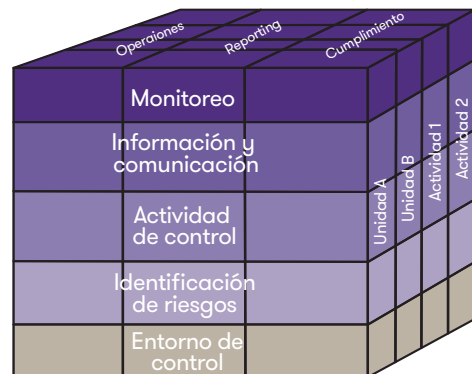 Operaiones
Reporting
Cumplimiento
Monitoreo
Información y
comunicación
Actividad
de control
Identificación
de riesgos
Entorno de
control
Unidad A
Unidad B
Actividad 1
Actividad 2